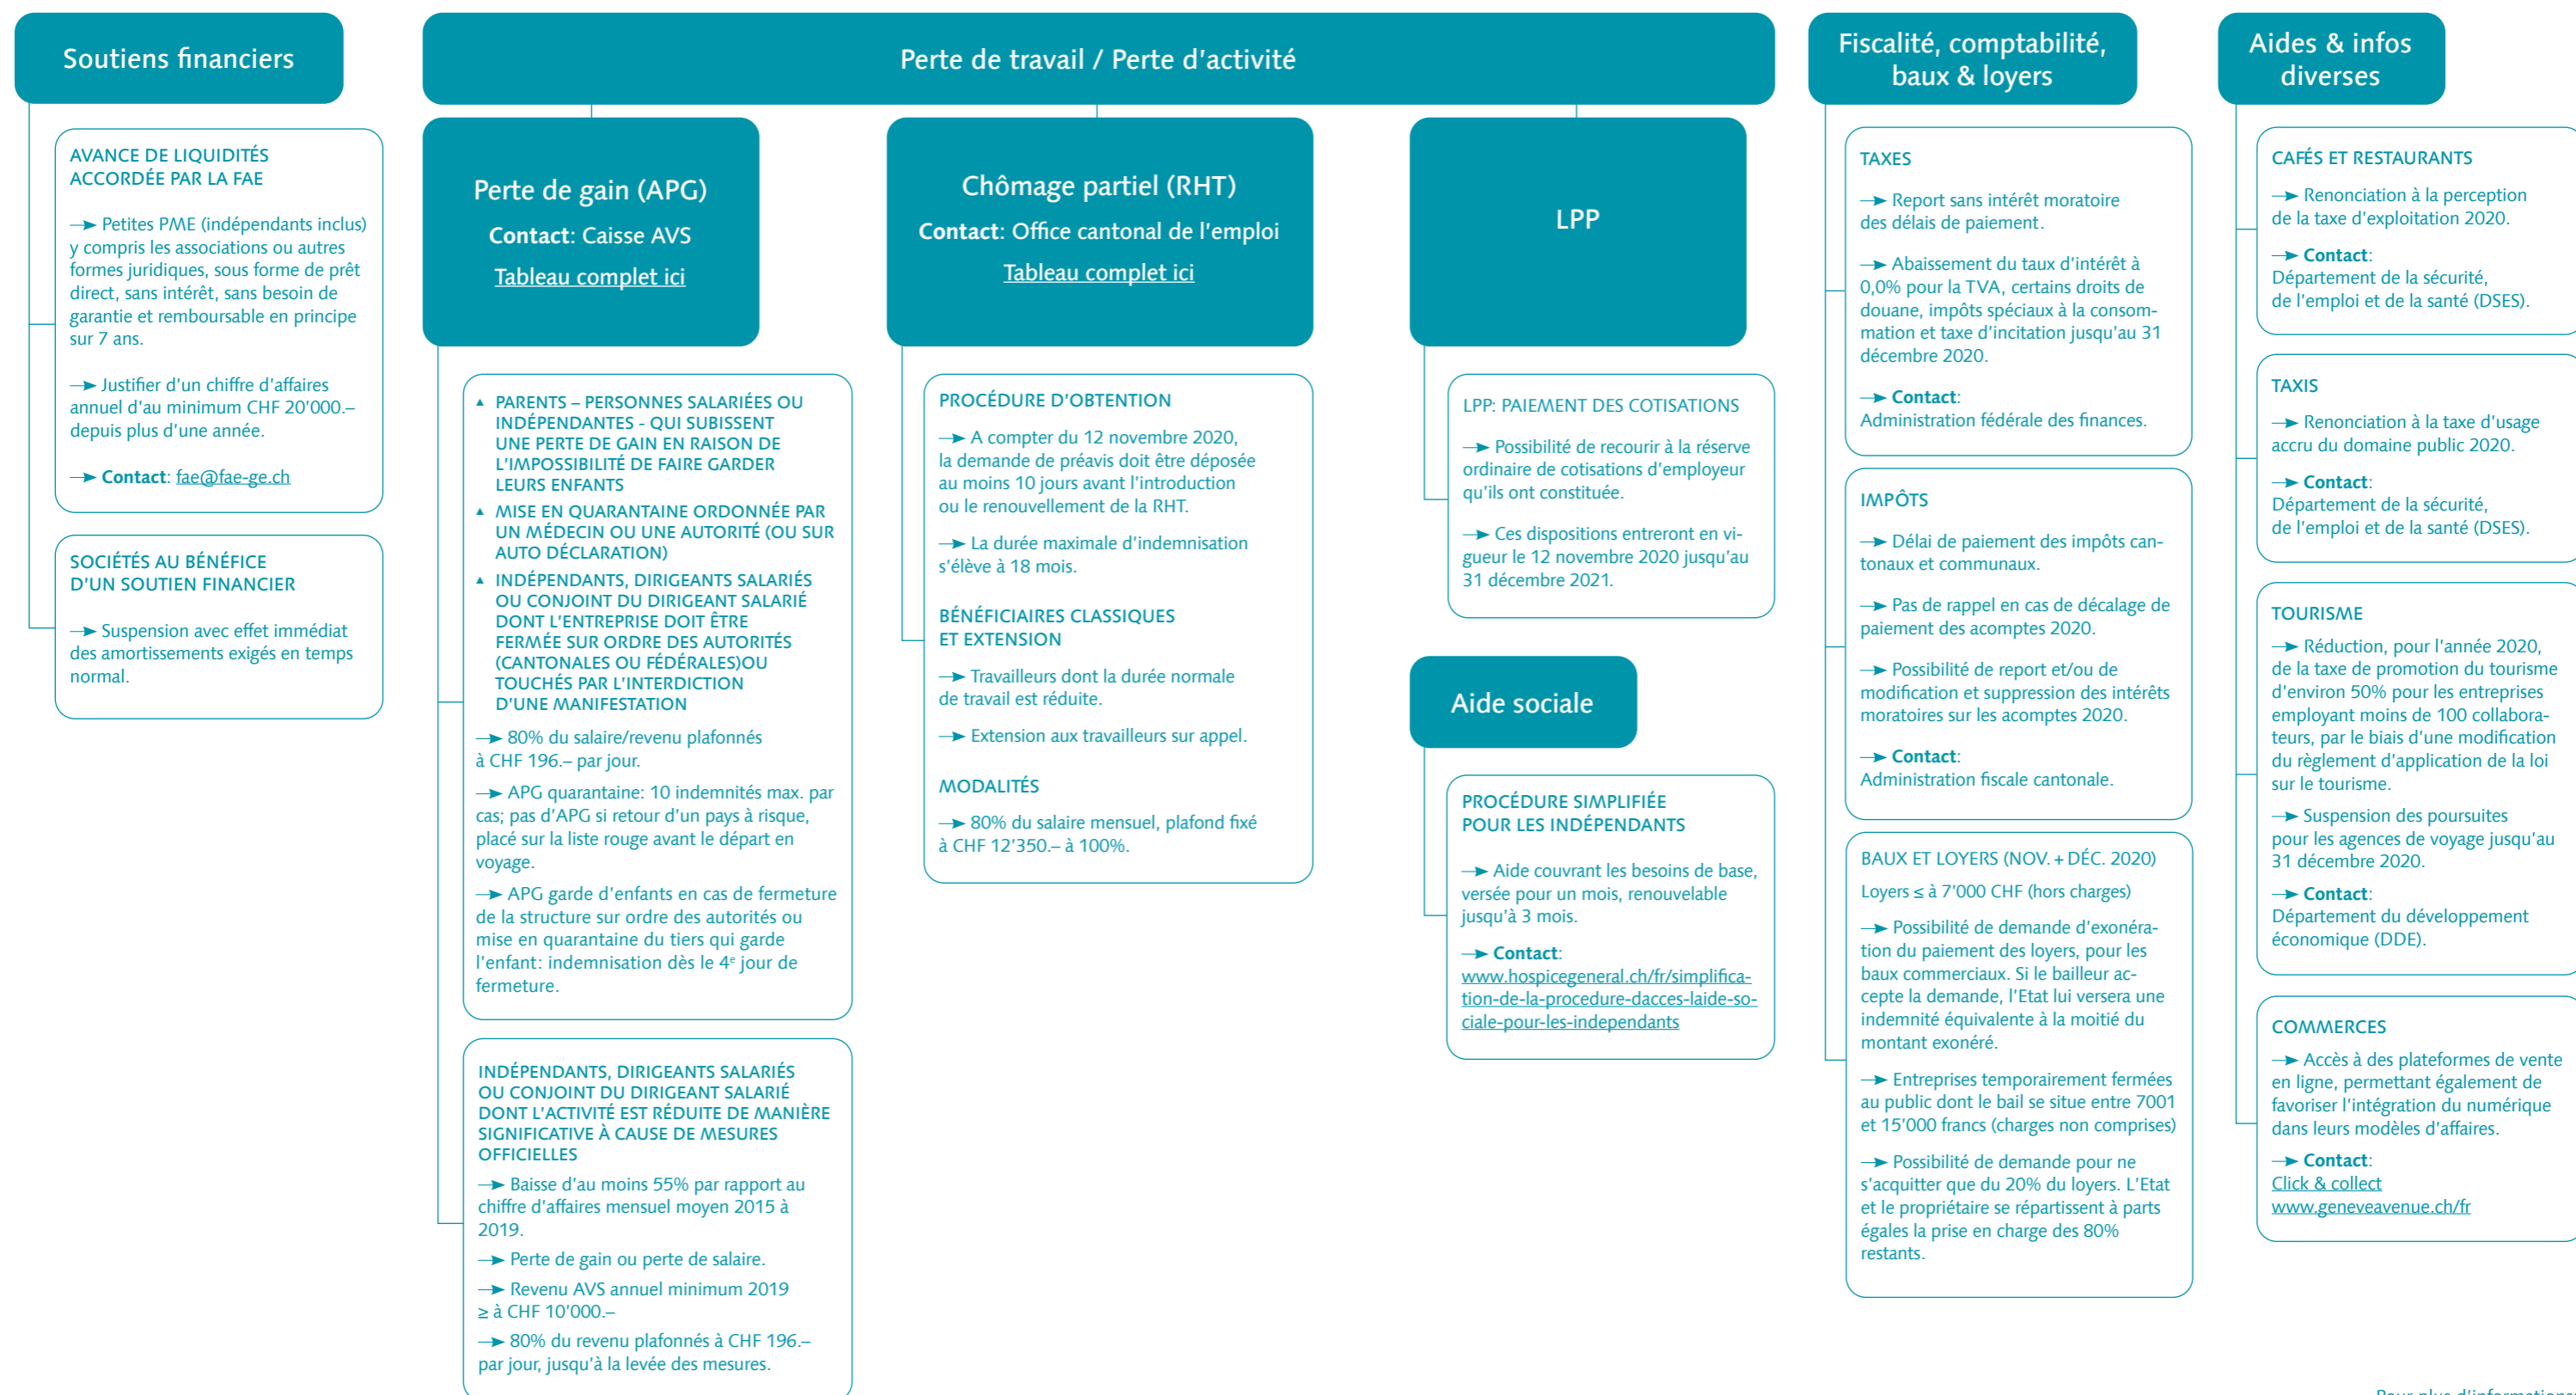 Soutiens financiers
AVANCE DE LIQUIDITÉS
ACCORDÉE PAR LA FAE
—➤ Petites PME (indépendants inclus)
y compris les associations ou autres
formes juridiques, sous forme de prêt
direct, sans intérêt, sans besoin de
garantie et remboursable en principe
sur 7 ans.
—➤ Justifier d'un chiffre d'affaires
annuel d'au minimum CHF 20'000.–
depuis plus d'une année.
—➤ Contact: fae@fae-ge.ch
SOCIÉTÉS AU BÉNÉFICE
D'UN SOUTIEN FINANCIER
—➤ Suspension avec effet immédiat
des amortissements exigés en temps
normal.
Perte de travail / Perte d'activité
Perte de gain (APG)
Contact: Caisse AVS
Tableau complet ici
▲ PARENTS – PERSONNES SALARIÉES OU
INDÉPENDANTES - QUI SUBISSENT
UNE PERTE DE GAIN EN RAISON DE
L'IMPOSSIBILITÉ DE FAIRE GARDER
LEURS ENFANTS
▲ MISE EN QUARANTAINE ORDONNÉE PAR
UN MÉDECIN OU UNE AUTORITÉ (OU SUR
AUTO DÉCLARATION)
▲ INDÉPENDANTS, DIRIGEANTS SALARIÉS
OU CONJOINT DU DIRIGEANT SALARIÉ
DONT L'ENTREPRISE DOIT ÊTRE
FERMÉE SUR ORDRE DES AUTORITÉS
(CANTONALES OU FÉDÉRALES)OU
TOUCHÉS PAR L'INTERDICTION
D'UNE MANIFESTATION
—➤ 80% du salaire/revenu plafonnés
à CHF 196.– par jour.
—➤ APG quarantaine: 10 indemnités max. par
cas; pas d'APG si retour d'un pays à risque,
placé sur la liste rouge avant le départ en
voyage.
—➤ APG garde d'enfants en cas de fermeture
de la structure sur ordre des autorités ou
mise en quarantaine du tiers qui garde
l'enfant: indemnisation dès le 4e jour de
fermeture.
INDÉPENDANTS, DIRIGEANTS SALARIÉS
OU CONJOINT DU DIRIGEANT SALARIÉ
DONT L'ACTIVITÉ EST RÉDUITE DE MANIÈRE
SIGNIFICATIVE À CAUSE DE MESURES
OFFICIELLES
—➤ Baisse d'au moins 55% par rapport au
chiffre d'affaires mensuel moyen 2015 à
2019.
—➤ Perte de gain ou perte de salaire.
—➤ Revenu AVS annuel minimum 2019
≥ à CHF 10'000.–
—➤ 80% du revenu plafonnés à CHF 196.–
par jour, jusqu'à la levée des mesures.
Chômage partiel (RHT)
Contact: Office cantonal de l'emploi
Tableau complet ici
PROCÉDURE D'OBTENTION
—➤ A compter du 12 novembre 2020,
la demande de préavis doit être déposée
au moins 10 jours avant l'introduction
ou le renouvellement de la RHT.
—➤ La durée maximale d'indemnisation
s'élève à 18 mois.
BÉNÉFICIAIRES CLASSIQUES
ET EXTENSION
—➤ Travailleurs dont la durée normale
de travail est réduite.
—➤ Extension aux travailleurs sur appel.
MODALITÉS
—➤ 80% du salaire mensuel, plafond fixé
à CHF 12'350.– à 100%.
LPP
LPP: PAIEMENT DES COTISATIONS
—➤ Possibilité de recourir à la réserve
ordinaire de cotisations d'employeur
qu'ils ont constituée.
—➤ Ces dispositions entreront en vi-
gueur le 12 novembre 2020 jusqu'au
31 décembre 2021.
Aide sociale
PROCÉDURE SIMPLIFIÉE
POUR LES INDÉPENDANTS
—➤ Aide couvrant les besoins de base,
versée pour un mois, renouvelable
jusqu'à 3 mois.
—➤ Contact:
www.hospicegeneral.ch/fr/simplifica-
tion-de-la-procedure-dacces-laide-so-
ciale-pour-les-independants
Fiscalité, comptabilité,
baux & loyers
TAXES
—➤ Report sans intérêt moratoire
des délais de paiement.
—➤ Abaissement du taux d'intérêt à
0,0% pour la TVA, certains droits de
douane, impôts spéciaux à la consom-
mation et taxe d'incitation jusqu'au 31
décembre 2020.
—➤ Contact:
Administration fédérale des finances.
IMPÔTS
—➤ Délai de paiement des impôts can-
tonaux et communaux.
—➤ Pas de rappel en cas de décalage de
paiement des acomptes 2020.
—➤ Possibilité de report et/ou de
modification et suppression des intérêts
moratoires sur les acomptes 2020.
—➤ Contact:
Administration fiscale cantonale.
BAUX ET LOYERS (NOV. + DÉC. 2020)
Loyers ≤ à 7'000 CHF (hors charges)
—➤ Possibilité de demande d'exonéra-
tion du paiement des loyers, pour les
baux commerciaux. Si le bailleur ac-
cepte la demande, l'Etat lui versera une
indemnité équivalente à la moitié du
montant exonéré.
—➤ Entreprises temporairement fermées
au public dont le bail se situe entre 7001
et 15'000 francs (charges non comprises)
—➤ Possibilité de demande pour ne
s'acquitter que du 20% du loyers. L'Etat
et le propriétaire se répartissent à parts
égales la prise en charge des 80%
restants.
Aides & infos
diverses
CAFÉS ET RESTAURANTS
—➤ Renonciation à la perception
de la taxe d'exploitation 2020.
—➤ Contact:
Département de la sécurité,
de l'emploi et de la santé (DSES).
TAXIS
—➤ Renonciation à la taxe d'usage
accru du domaine public 2020.
—➤ Contact:
Département de la sécurité,
de l'emploi et de la santé (DSES).
TOURISME
—➤ Réduction, pour l'année 2020,
de la taxe de promotion du tourisme
d'environ 50% pour les entreprises
employant moins de 100 collabora-
teurs, par le biais d'une modification
du règlement d'application de la loi
sur le tourisme.
—➤ Suspension des poursuites
pour les agences de voyage jusqu'au
31 décembre 2020.
—➤ Contact:
Département du développement
économique (DDE).
COMMERCES
—➤ Accès à des plateformes de vente
en ligne, permettant également de
favoriser l'intégration du numérique
dans leurs modèles d'affaires.
—➤ Contact:
Click & collect
www.geneveavenue.ch/fr
Pour plus d'informations